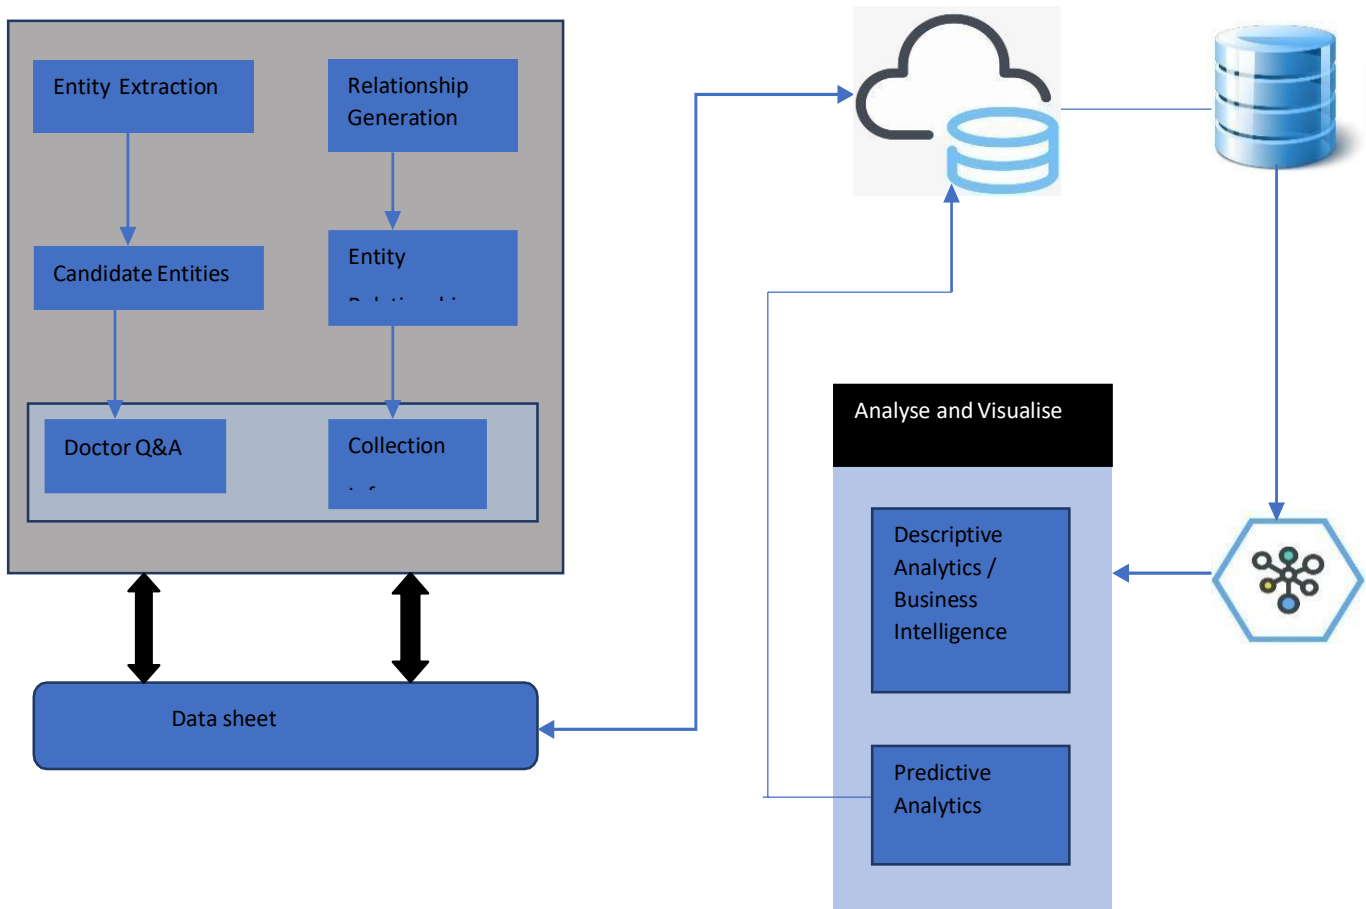 Entity Extraction
Relationship
Generation
Candidate Entities
Entity
Doctor Q&A
Collection
Data sheet
Analyse and Visualise
Descriptive
Analytics /
Business
Intelligence
Predictive
Analytics